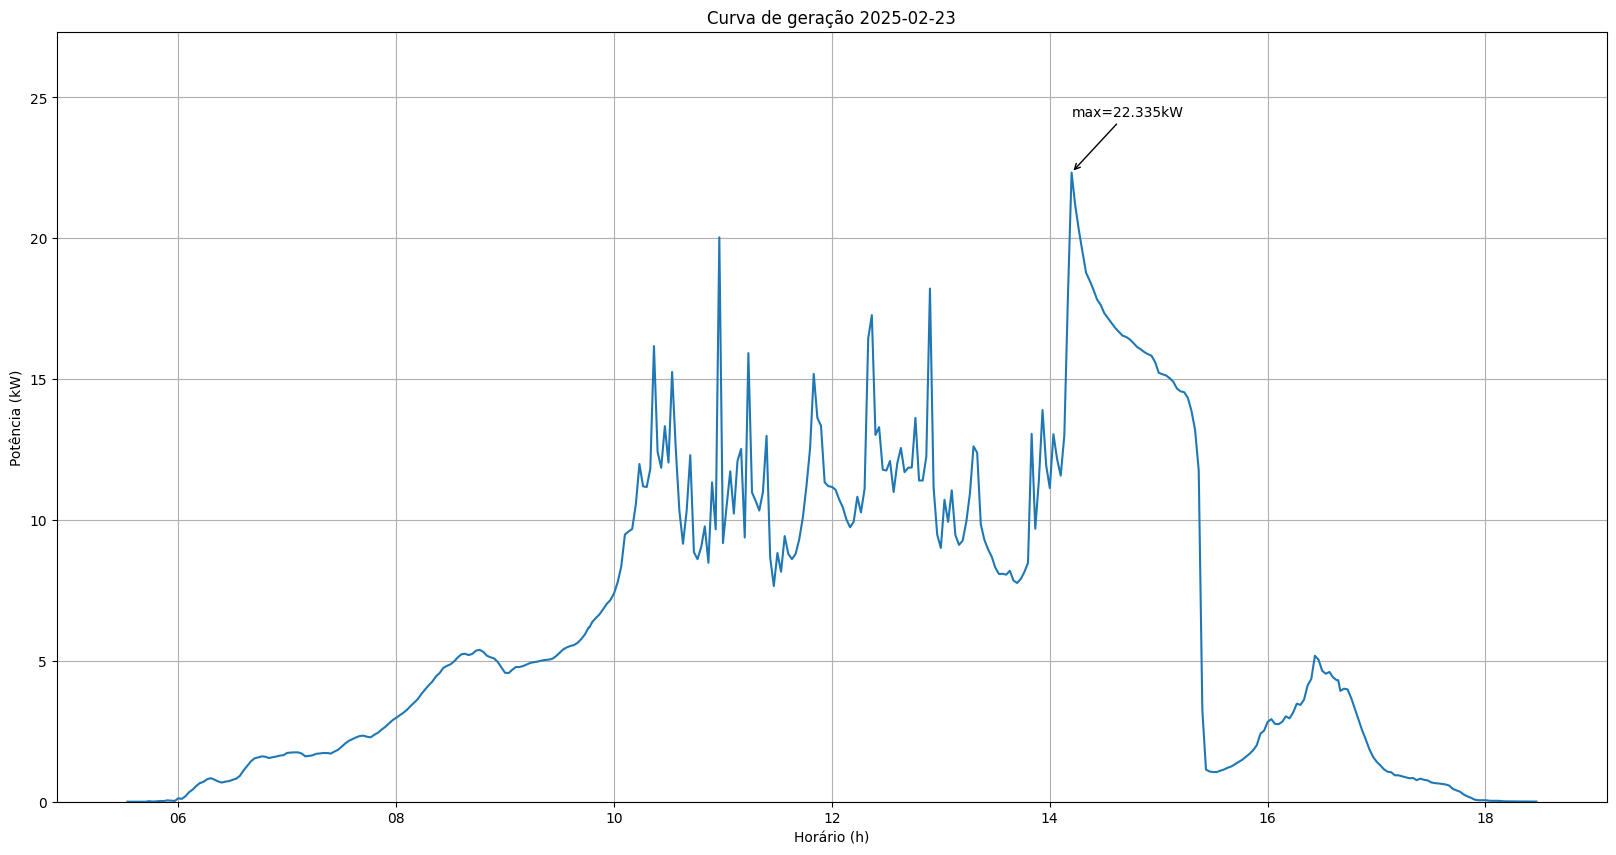 Curva de geração 2025-02-23
max=22.335kW
Potência (kW)
25
20
15
10
5
0
06 08 10 12 14 16 18
Horário (h)